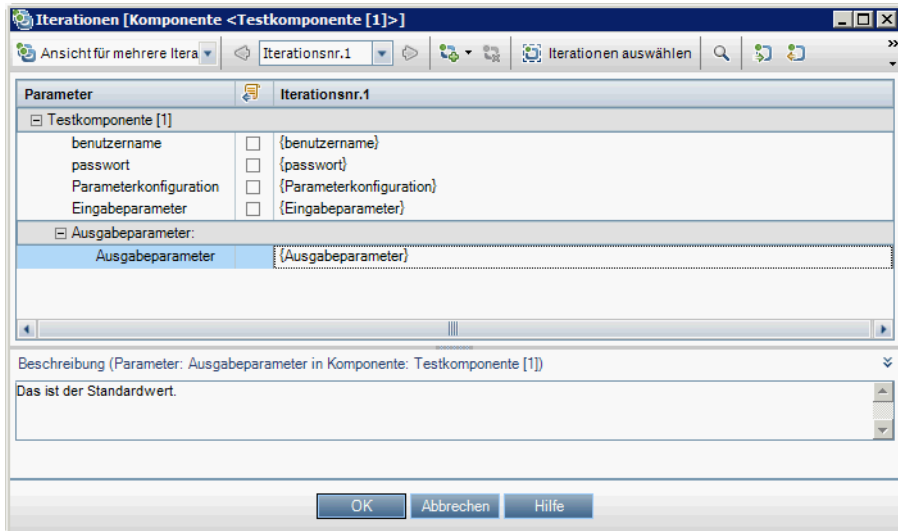 Iterationen [Komponente <Testkomponente [1]>]
Ansicht für mehrere Itera Iterationsnr.1 Iterationen auswählen »
Parameter Iterationsnr.1
Testkomponente [1]
benutzername {benutzername}
passwort {passwort}
Parameterkonfiguration {Parameterkonfiguration}
Eingabeparameter {Eingabeparameter}
Ausgabeparameter:
Ausgabeparameter {Ausgabeparameter}
Beschreibung (Parameter: Ausgabeparameter in Komponente: Testkomponente [1])
Das ist der Standardwert.
OK Abbrechen Hilfe